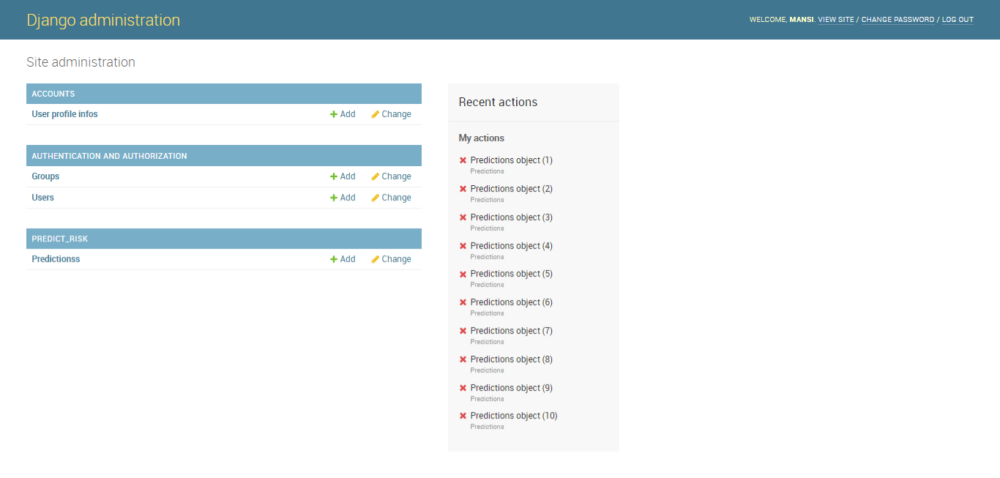 Django administration
WELCOME, MANSI. VIEW SITE / CHANGE PASSWORD / LOG OUT
Site administration
ACCOUNTS
User profile infos Add Change
AUTHENTICATION AND AUTHORIZATION
Groups Add Change
Users Add Change
PREDICT_RISK
Predictionss Add Change
Recent actions
My actions
Predictions object (1)
Predictions
Predictions object (2)
Predictions
Predictions object (3)
Predictions
Predictions object (4)
Predictions
Predictions object (5)
Predictions
Predictions object (6)
Predictions
Predictions object (7)
Predictions
Predictions object (8)
Predictions
Predictions object (9)
Predictions
Predictions object (10)
Predictions